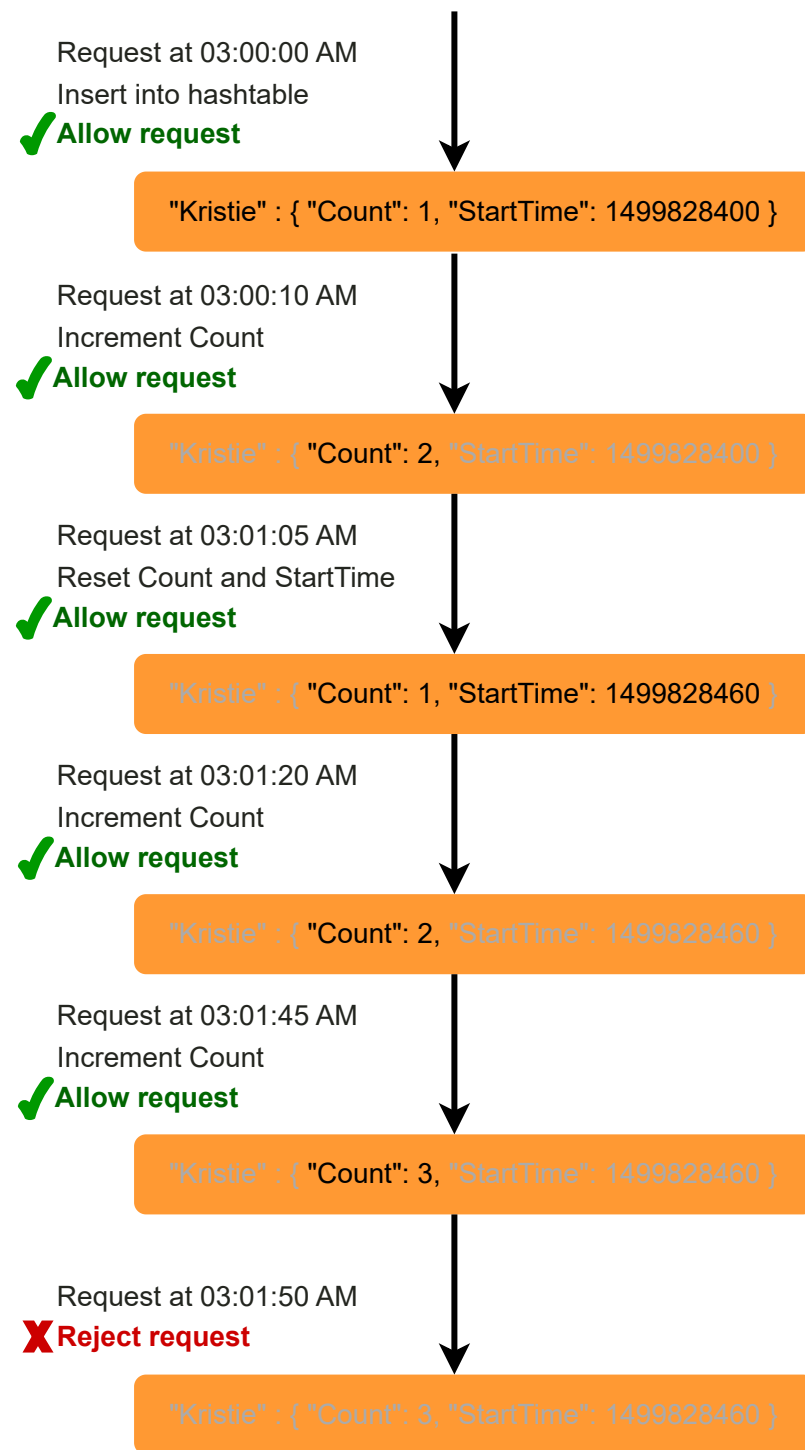 Request at 03:00:00 AM
Insert into hashtable
Allow request
"Kristie" : { "Count": 1, "StartTime": 1499828400 }
Request at 03:00:10 AM
Increment Count
Allow request
"Kristie" : { "Count": 2, "StartTime": 1499828400 }
Request at 03:01:05 AM
Reset Count and StartTime
Allow request
"Kristie" : { "Count": 1, "StartTime": 1499828460 }
Request at 03:01:20 AM
Increment Count
Allow request
"Kristie" : { "Count": 2, "StartTime": 1499828460 }
Request at 03:01:45 AM
Increment Count
Allow request
"Kristie" : { "Count": 3, "StartTime": 1499828460 }
Request at 03:01:50 AM
Reject request
"Kristie" : { "Count": 3, "StartTime": 1499828460 }